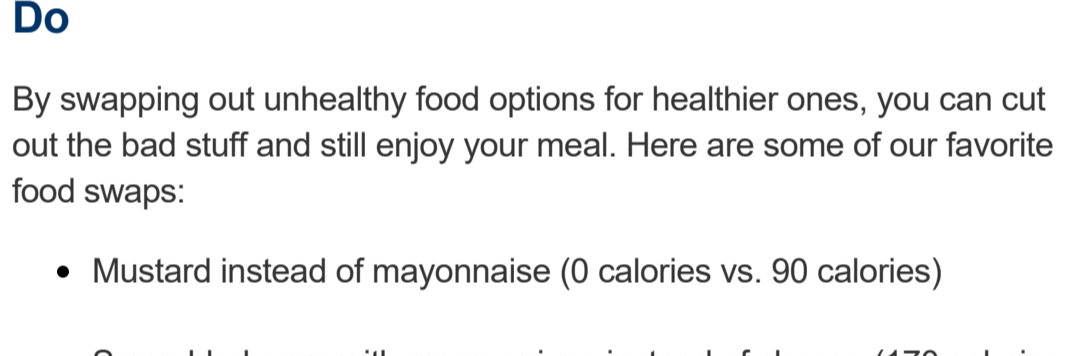 Do
By swapping out unhealthy food options for healthier ones, you can cut
out the bad stuff and still enjoy your meal. Here are some of our favorite
food swaps:
• Mustard instead of mayonnaise (0 calories vs. 90 calories)